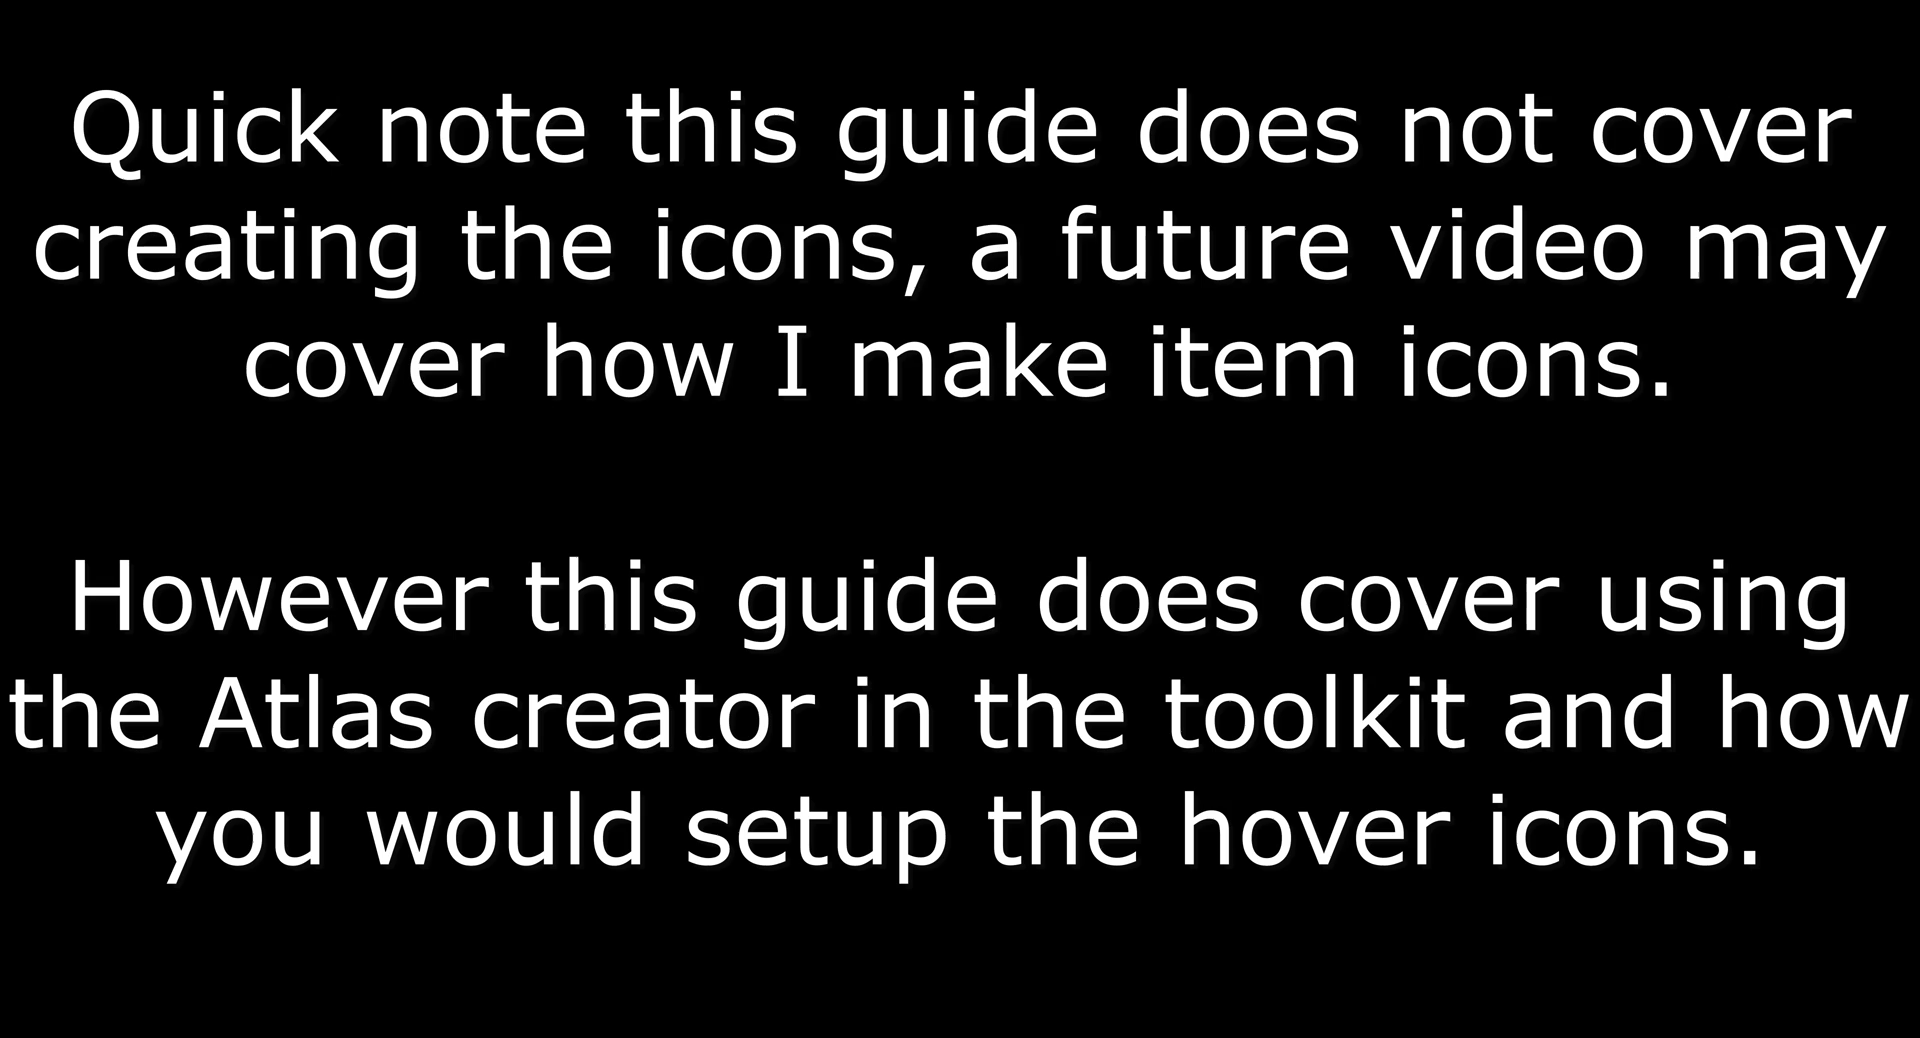 Quick note this guide does not cover
creating the icons, a future video may
cover how I make item icons.
However this guide does cover using
the Atlas creator in the toolkit and how
you would setup the hover icons.